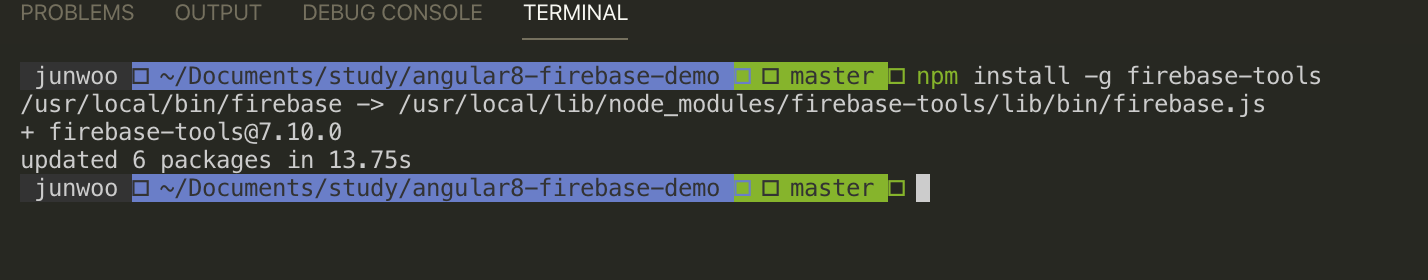 PROBLEMS OUTPUT DEBUG CONSOLE TERMINAL
junwoo ~/Documents/study/angular8-firebase-demo master npm install -g firebase-tools
/usr/local/bin/firebase -> /usr/local/lib/node_modules/firebase-tools/lib/bin/firebase.js
+ firebase-tools@7.10.0
updated 6 packages in 13.75s
junwoo ~/Documents/study/angular8-firebase-demo master